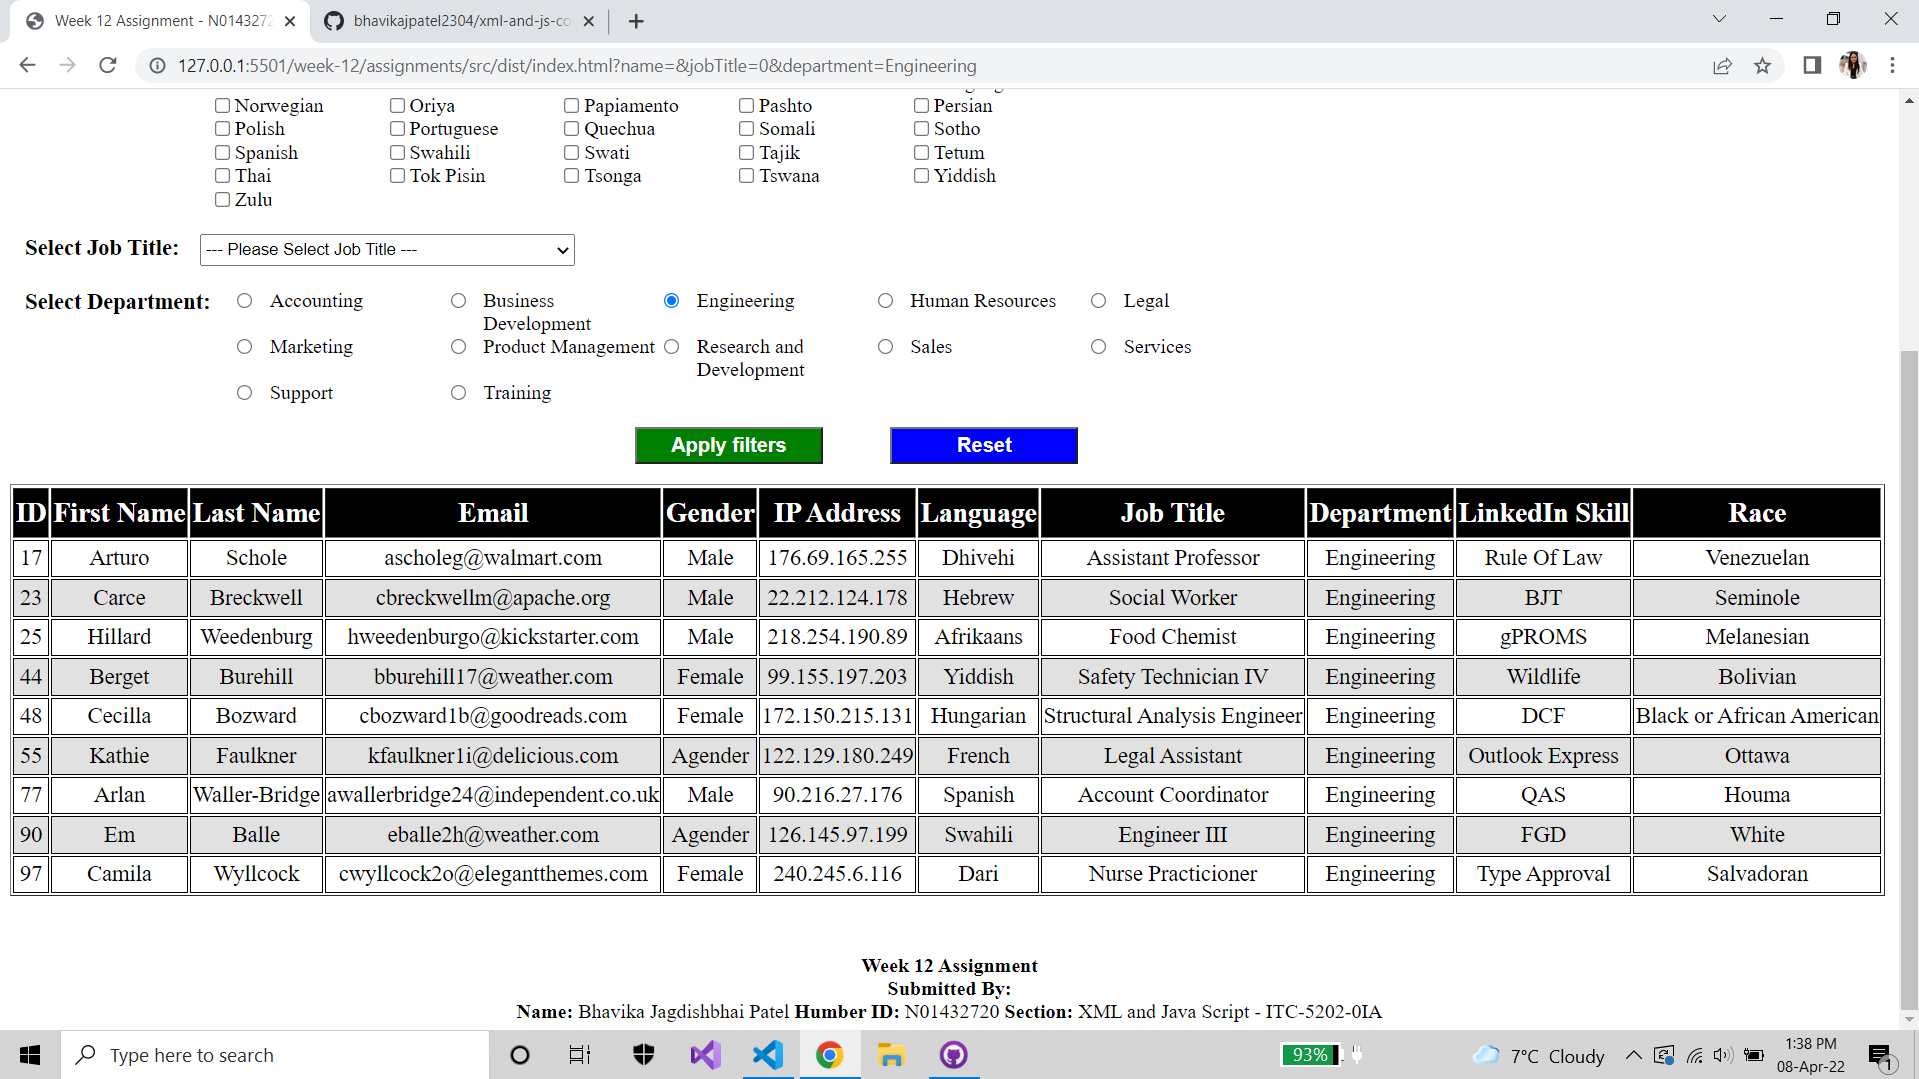 Week 12 Assignment - N0143272
bhavikajpatel2304/xml-and-js-co
127.0.0.1:5501/week-12/assignments/src/dist/index.html?name=&jobTitle=0&department=Engineering
Norwegian Oriya Papiamento Pashto Persian
Polish Portuguese Quechua Somali Sotho
Spanish Swahili Swati Tajik Tetum
Thai Tok Pisin Tsonga Tswana Yiddish
Zulu
Select Job Title: --- Please Select Job Title ---
Select Department: Accounting Business Development Engineering Human Resources Legal
Marketing Product Management Research and Development Sales Services
Support Training
Apply filters Reset
ID First Name Last Name Email Gender IP Address Language Job Title Department LinkedIn Skill Race
17 Arturo Schole ascholeg@walmart.com Male 176.69.165.255 Dhivehi Assistant Professor Engineering Rule Of Law Venezuelan
23 Carce Breckwell cbreckwellm@apache.org Male 22.212.124.178 Hebrew Social Worker Engineering BJT Seminole
25 Hillard Weedenburg hweedenburgo@kickstarter.com Male 218.254.190.89 Afrikaans Food Chemist Engineering gPROMS Melanesian
44 Berget Burehill bburehill17@weather.com Female 99.155.197.203 Yiddish Safety Technician IV Engineering Wildlife Bolivian
48 Cecilla Bozward cbozward1b@goodreads.com Female 172.150.215.131 Hungarian Structural Analysis Engineer Engineering DCF Black or African American
55 Kathie Faulkner kfaulkner1i@delicious.com Agender 122.129.180.249 French Legal Assistant Engineering Outlook Express Ottawa
77 Arlan Waller-Bridge awallerbridge24@independent.co.uk Male 90.216.27.176 Spanish Account Coordinator Engineering QAS Houma
90 Em Balle eballe2h@weather.com Agender 126.145.97.199 Swahili Engineer III Engineering FGD White
97 Camila Wyllcock cwyllcock2o@elegantthemes.com Female 240.245.6.116 Dari Nurse Practicioner Engineering Type Approval Salvadoran
Week 12 Assignment
Submitted By:
Name: Bhavika Jagdishbhai Patel Humber ID: N01432720 Section: XML and Java Script - ITC-5202-0IA
Type here to search
93%
7°C Cloudy
1:38 PM
08-Apr-22
1